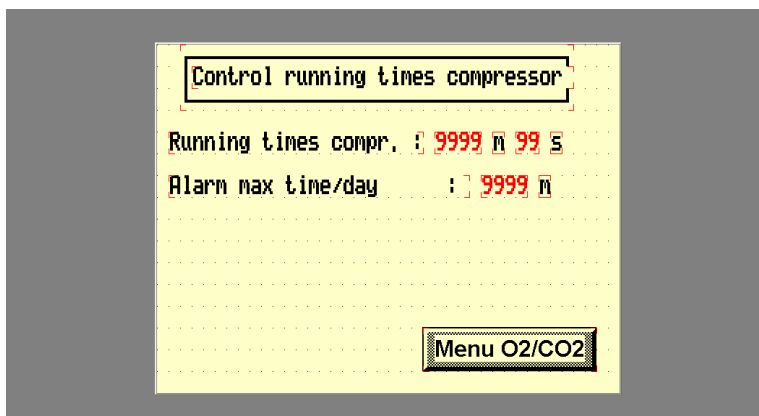 Control running times compressor
Running times compr. : 9999 m 99 s
Alarm max time/day : 9999 m
Menu O2/CO2